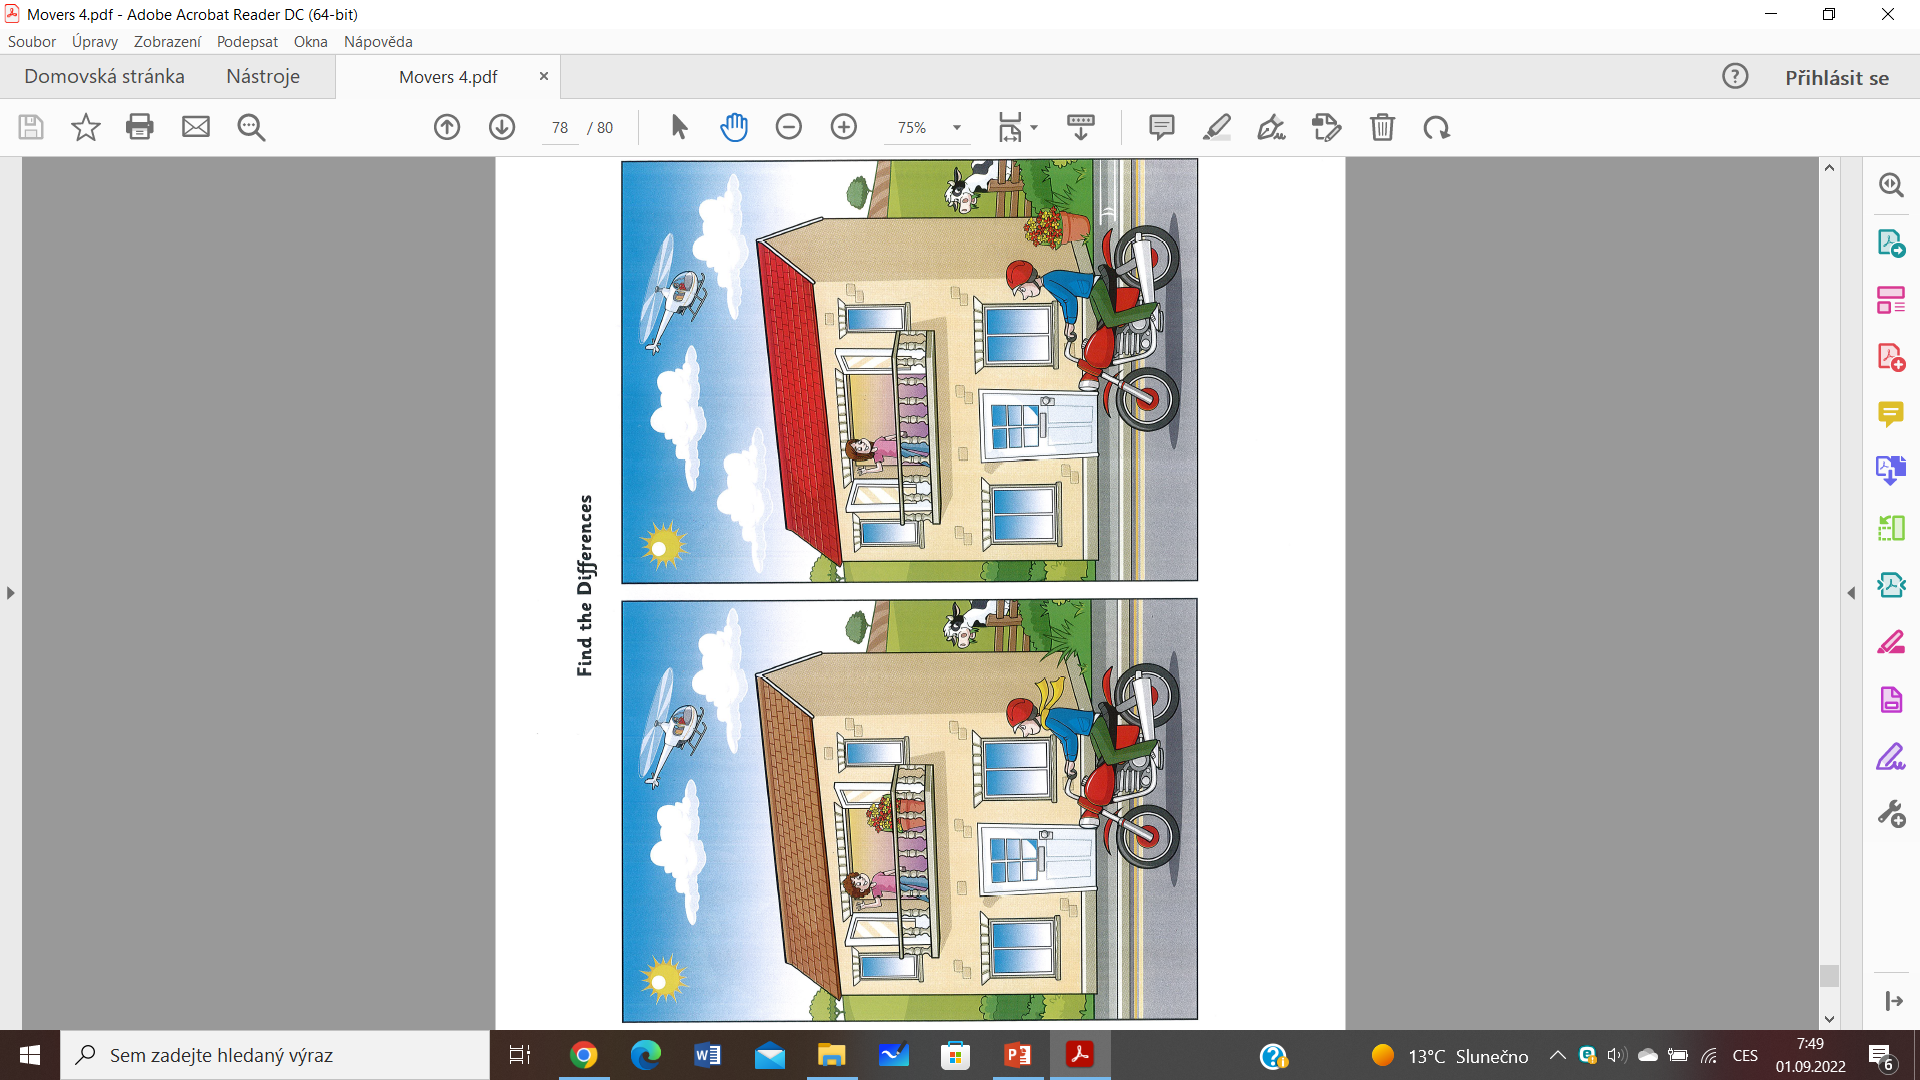 Movers 4.pdf - Adobe Acrobat Reader DC (64-bit)
Soubor Úpravy Zobrazení Podepsat Okna Nápověda
Domovská stránka Nástroje Movers 4.pdf Přihlásit se
78 / 80 75%
Find the Differences
Sem zadejte hledaný výraz
13°C Slunečno CES 7:49
01.09.2022 6